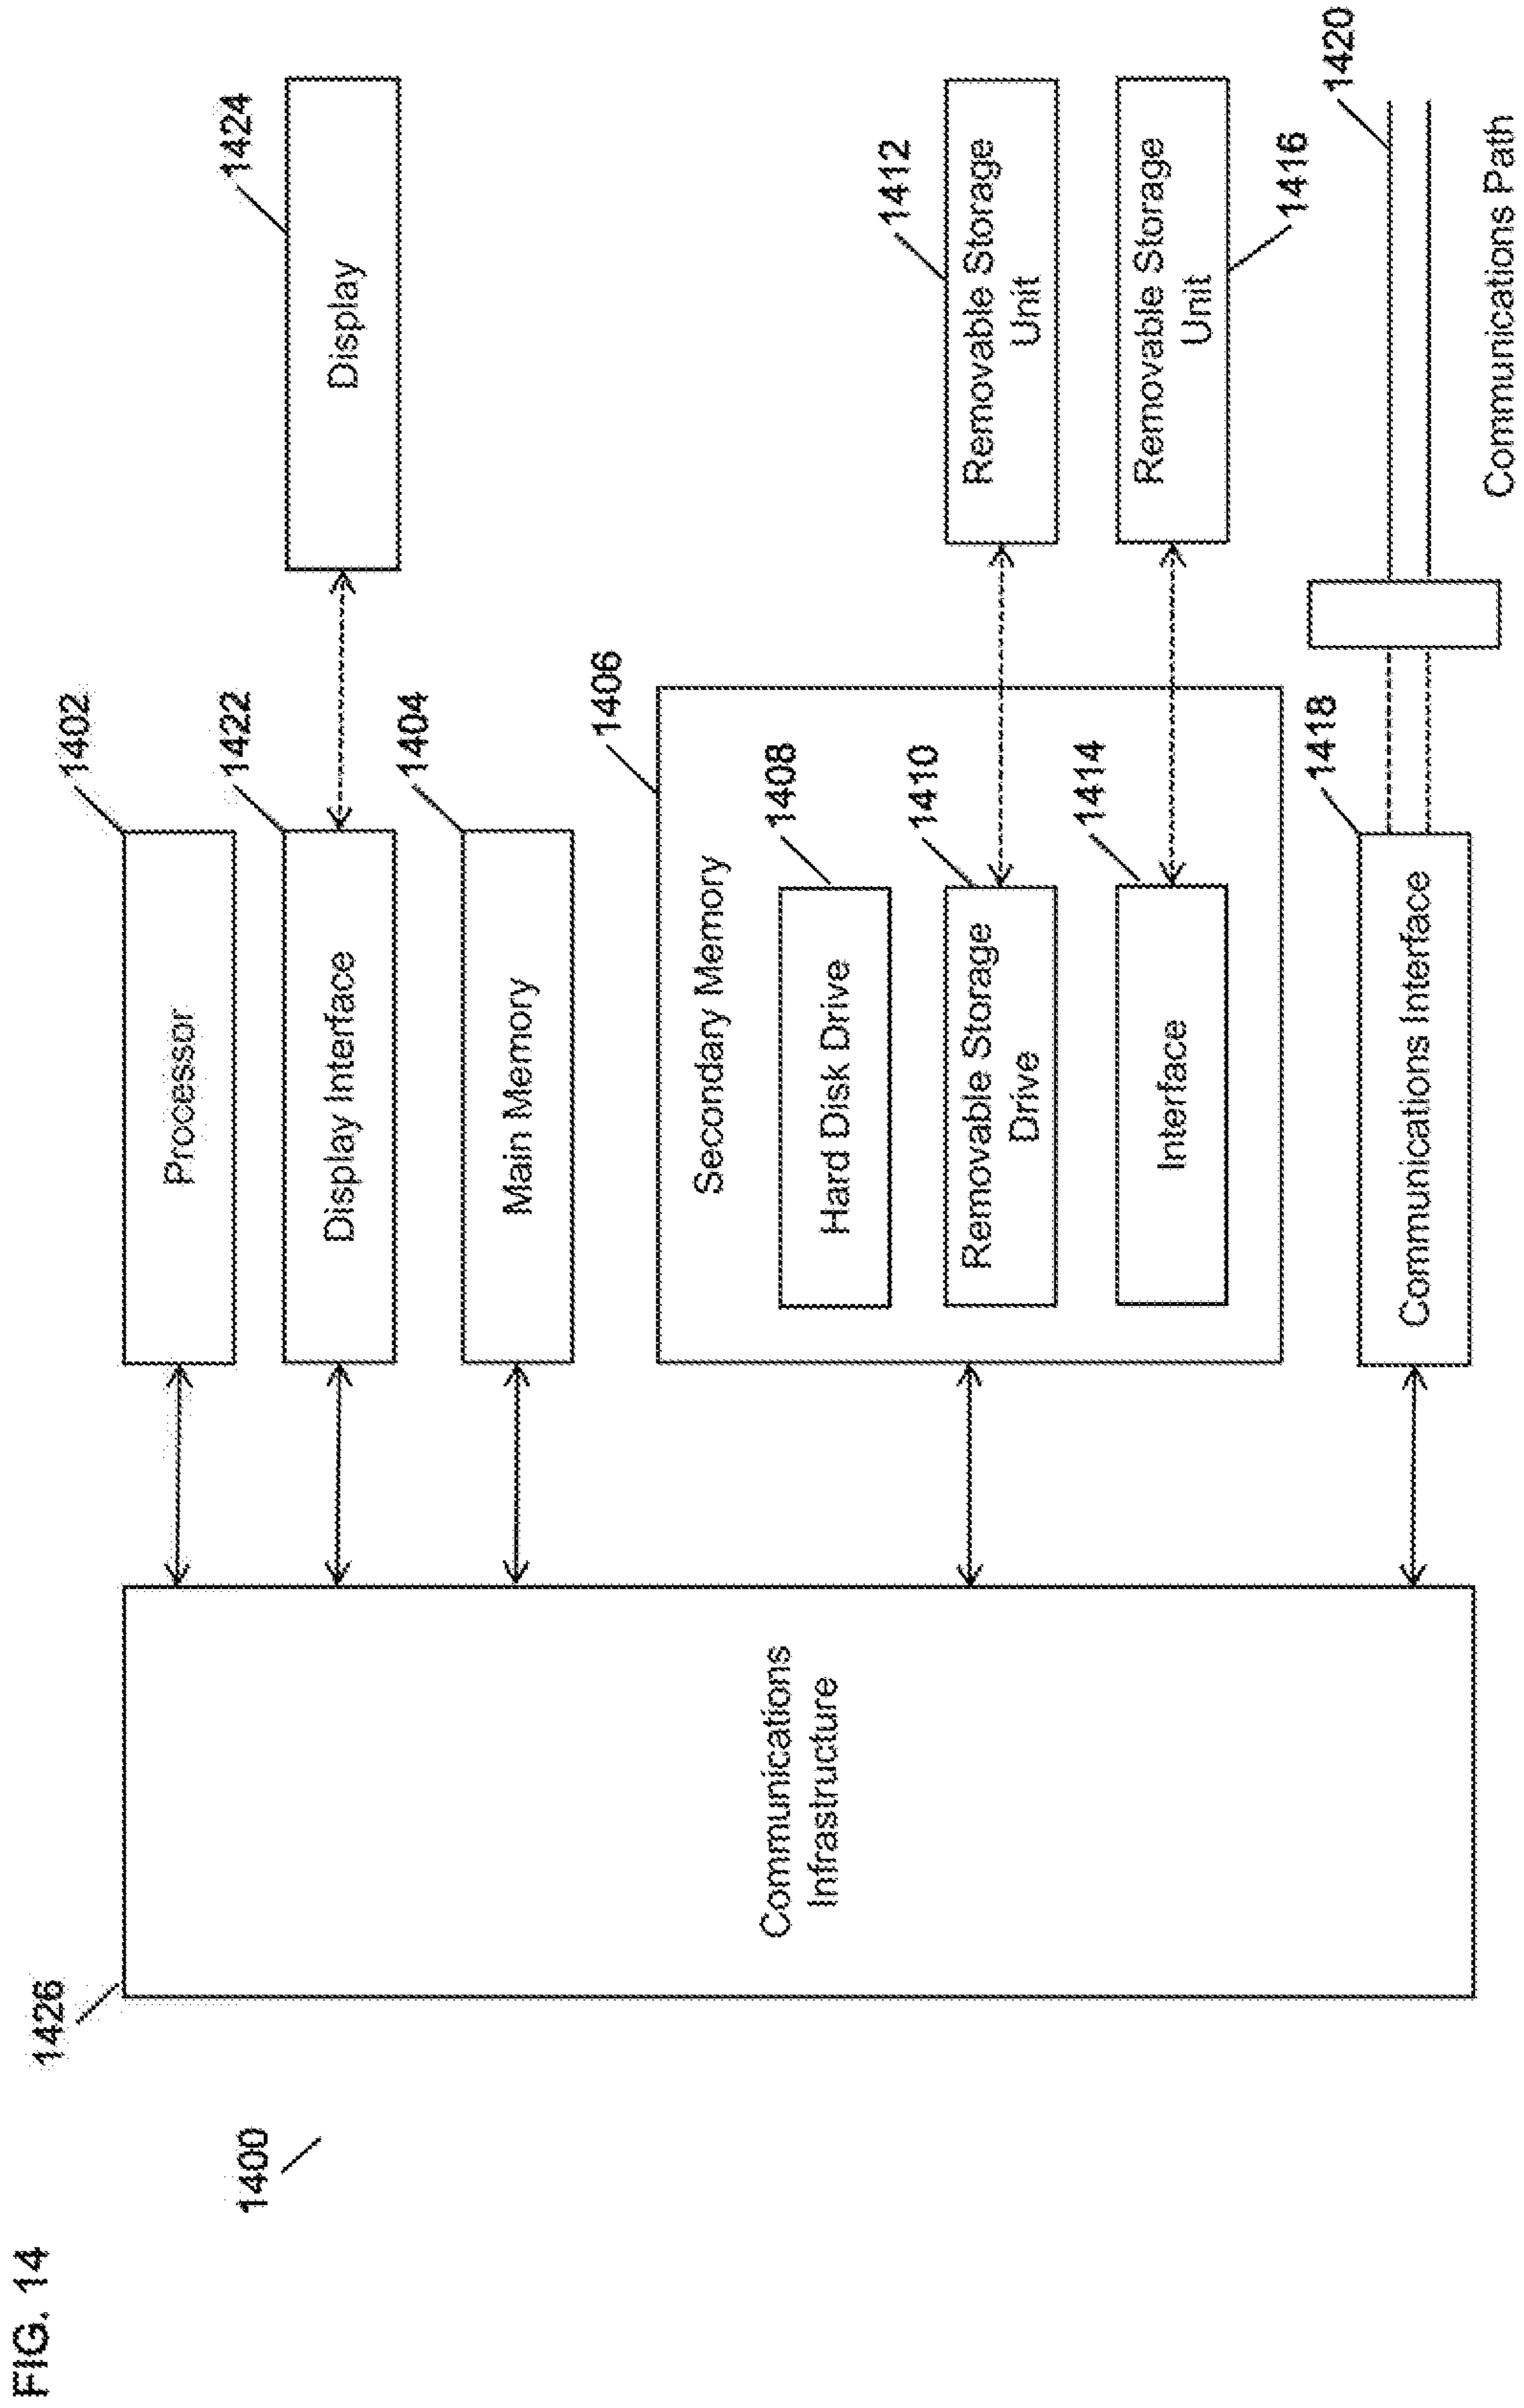 FIG. 14
1400
1426
Communications
Infrastructure
1402
Processor
1422
Display Interface
1424
Display
1404
Main Memory
1406
Secondary Memory
1408
Hard Disk Drive
1410
Removable Storage
Drive
1412
Removable Storage
Unit
1414
Interface
Removable Storage
Unit
1416
1418
Communications Interface
1420
Communications Path